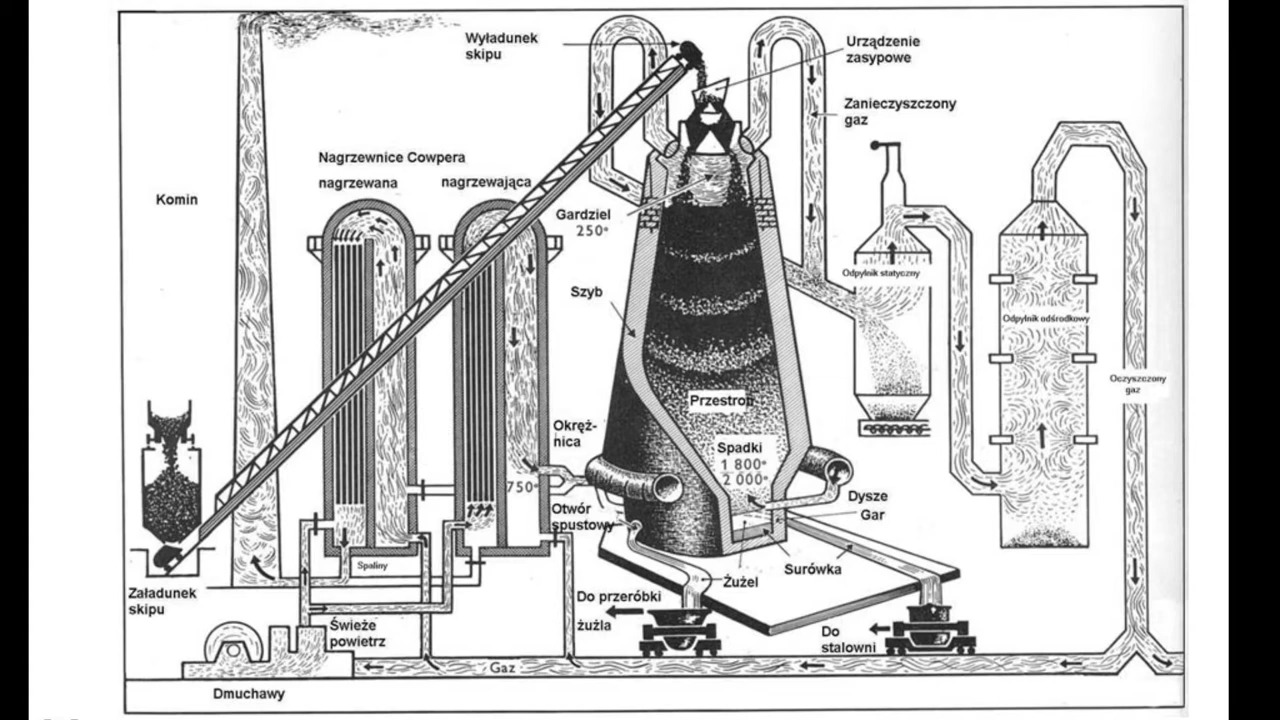 Wyładunek
skipu
Urządzenie
zasypowe
Zanieczyszczony
gaz
Nagrzewnice Cowpera
nagrzewana
nagrzewająca
Komin
Gardziel
250°
Odpylnik statyczny
Szyb
Odpylnik odśrodkowy
Oczyszczony
gaz
Przestron
Okręż-
nica
Spadki
1 800°
2 000°
750°
Dysze
Gar
Otwór
spustowy
Spaliny
Surówka
Żużel
Załadunek
skipu
Do przeróbki
żużla
Świeże
powietrz
Do
stalowni
Gaz
Dmuchawy